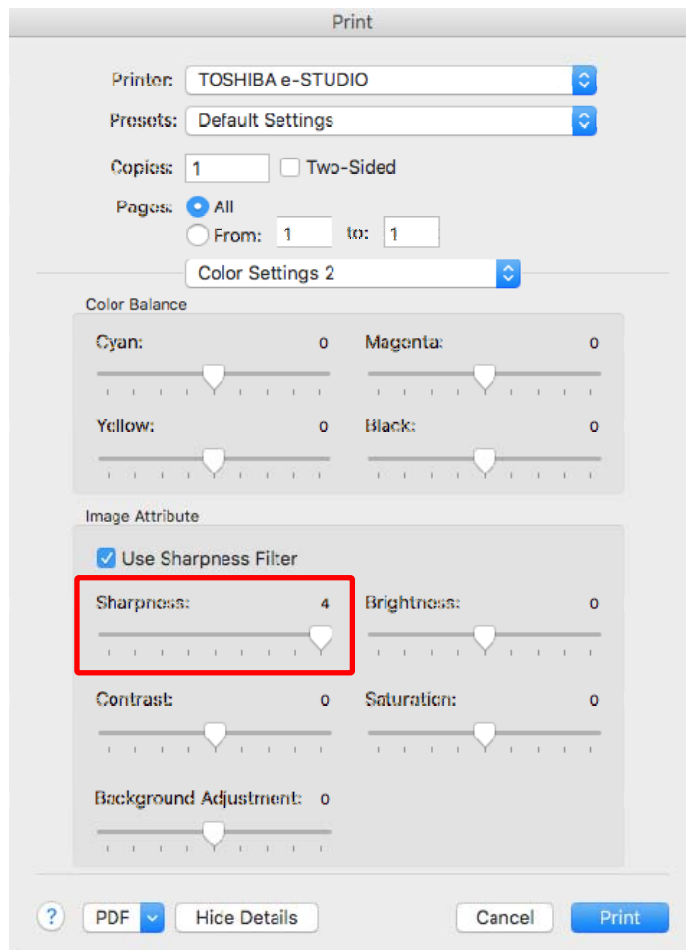 Print
Printer: TOSHIBA e-STUDIO
Presets: Default Settings
Copies: 1 Two-Sided
Pages: All
From: 1 to: 1
Color Settings 2
Color Balance
Cyan: 0 Magenta: 0
Yellow: 0 Black: 0
Image Attribute
Use Sharpness Filter
Sharpness: 4 Brightness: 0
Contrast: 0 Saturation: 0
Background Adjustment: 0
? PDF Hide Details Cancel Print